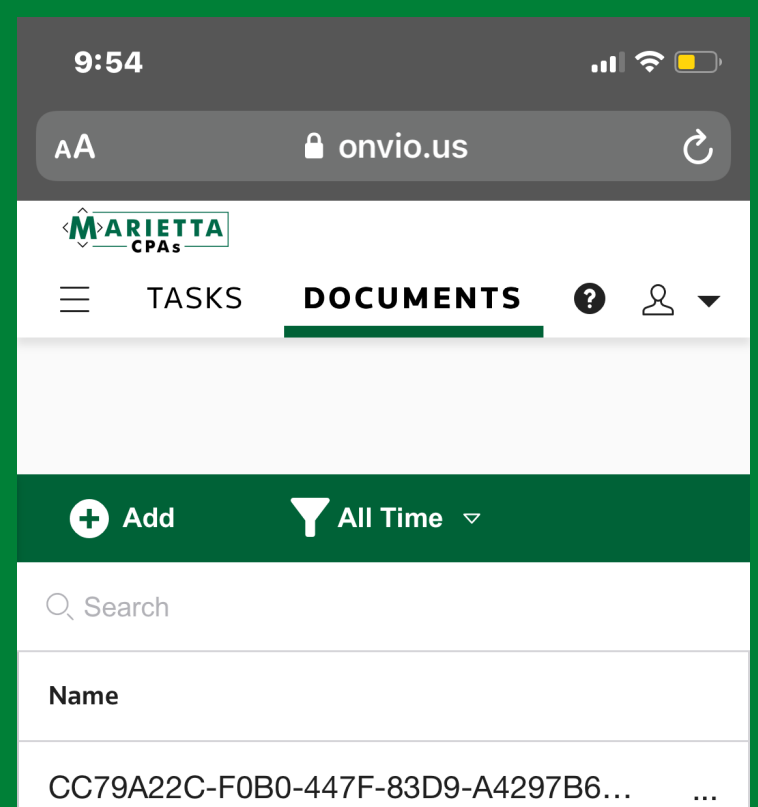 9:54
AA onvio.us
MARIETTA
CPAs
TASKS DOCUMENTS ?
Add All Time
Search
Name
CC79A22C-F0B0-447F-83D9-A4297B6... ...